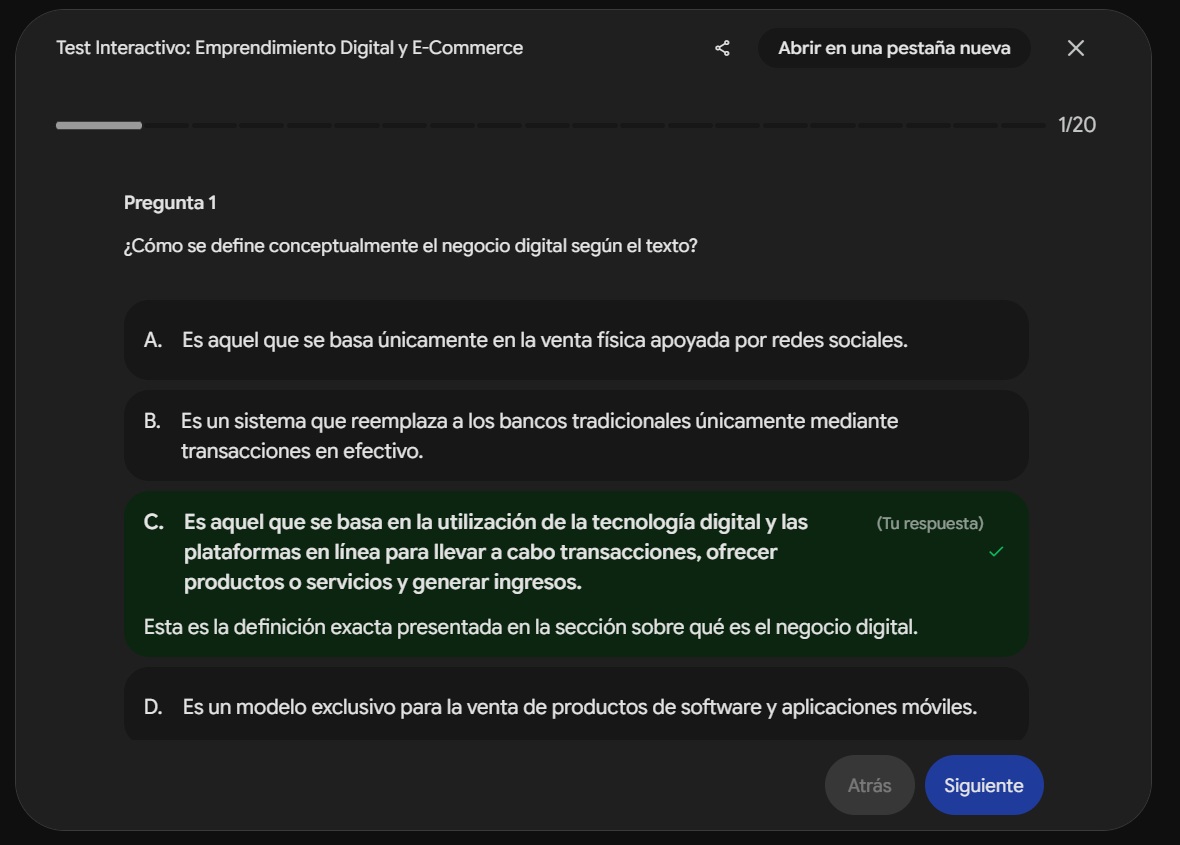 Test Interactivo: Emprendimiento Digital y E-Commerce
Abrir en una pestaña nueva
1/20
Pregunta 1
¿Cómo se define conceptualmente el negocio digital según el texto?
A. Es aquel que se basa únicamente en la venta física apoyada por redes sociales.
B. Es un sistema que reemplaza a los bancos tradicionales únicamente mediante
transacciones en efectivo.
C. Es aquel que se basa en la utilización de la tecnología digital y las
(Tu respuesta)
plataformas en línea para llevar a cabo transacciones, ofrecer
productos o servicios y generar ingresos.
Esta es la definición exacta presentada en la sección sobre qué es el negocio digital.
D. Es un modelo exclusivo para la venta de productos de software y aplicaciones móviles.
Atrás
Siguiente